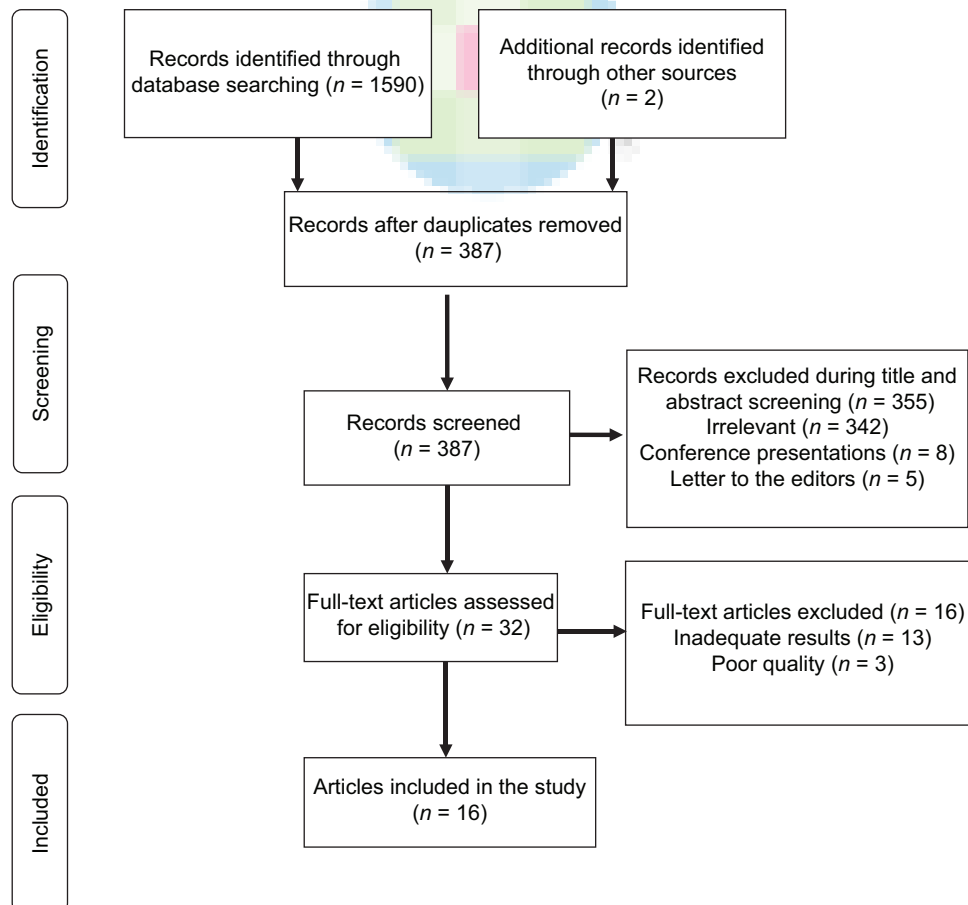 Identification
Records identified through
database searching (n = 1590)
Additional records identified
through other sources
(n = 2)
Records after dauplicates removed
(n = 387)
Screening
Records screened
(n = 387)
Records excluded during title and
abstract screening (n = 355)
Irrelevant (n = 342)
Conference presentations (n = 8)
Letter to the editors (n = 5)
Eligibility
Full-text articles assessed
for eligibility (n = 32)
Full-text articles excluded (n = 16)
Inadequate results (n = 13)
Poor quality (n = 3)
Included
Articles included in the study
(n = 16)